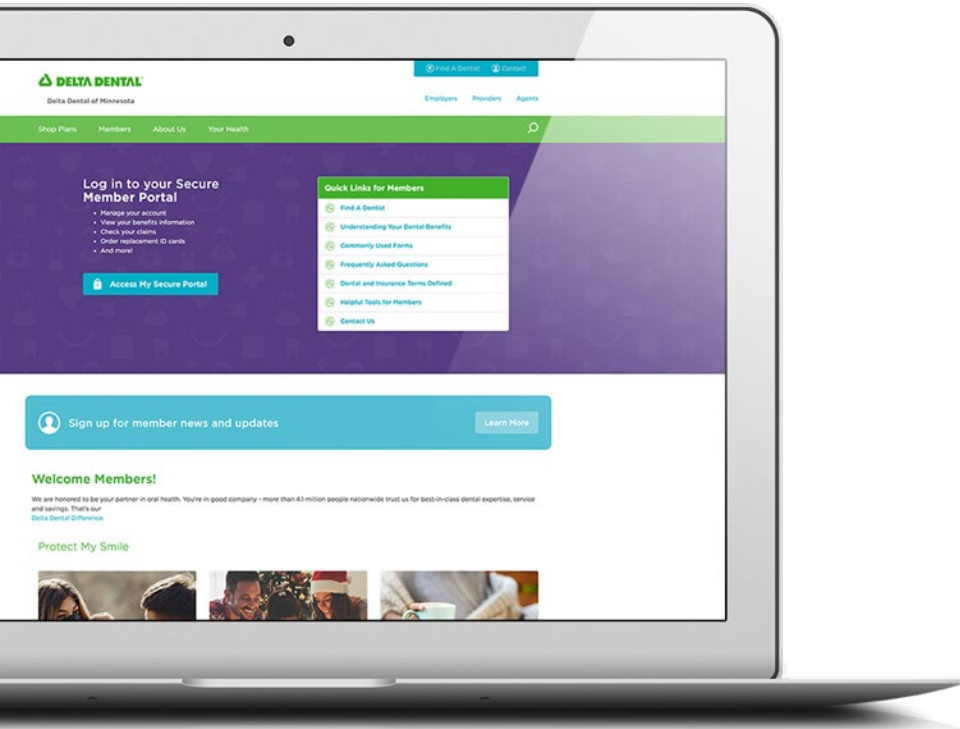 Find A Dentist
Contact
DELTA DENTAL
Delta Dental of Minnesota
Employers Providers Agents
Shop Plans Members About Us Your Health
Log in to your Secure
Member Portal
• Manage your account
• View your benefits information
• Check your claims
• Order replacement ID cards
• And more!
Access My Secure Portal
Quick Links for Members
Find A Dentist
Understanding Your Dental Benefits
Commonly Used Forms
Frequently Asked Questions
Dental and Insurance Terms Defined
Helpful Tools for Members
Contact Us
Sign up for member news and updates
Learn More
Welcome Members!
We are honored to be your partner in oral health. You're in good company - more than 4.1 million people nationwide trust us for best-in-class dental expertise, service
and savings. That's our
Delta Dental Difference.
Protect My Smile